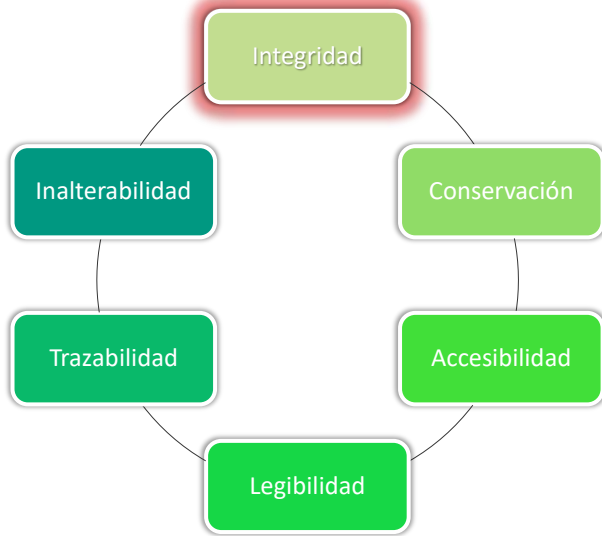 Integridad
Inalterabilidad
Conservación
Trazabilidad
Accesibilidad
Legibilidad